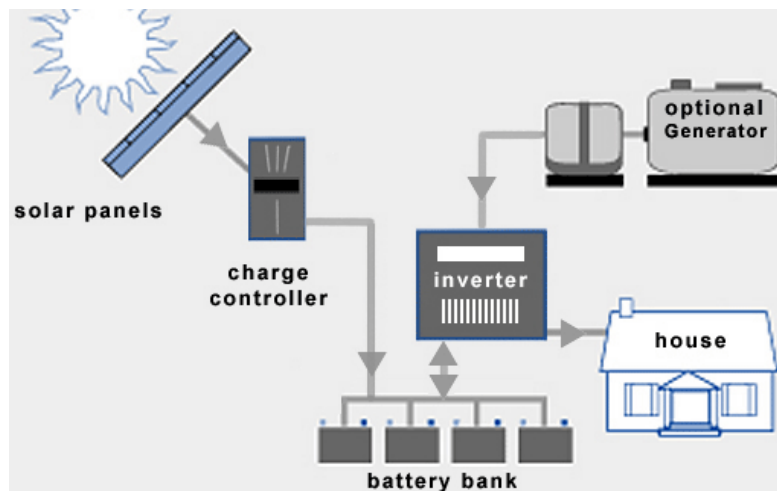 optional
Generator
solar panels
charge
controller
inverter
house
battery bank